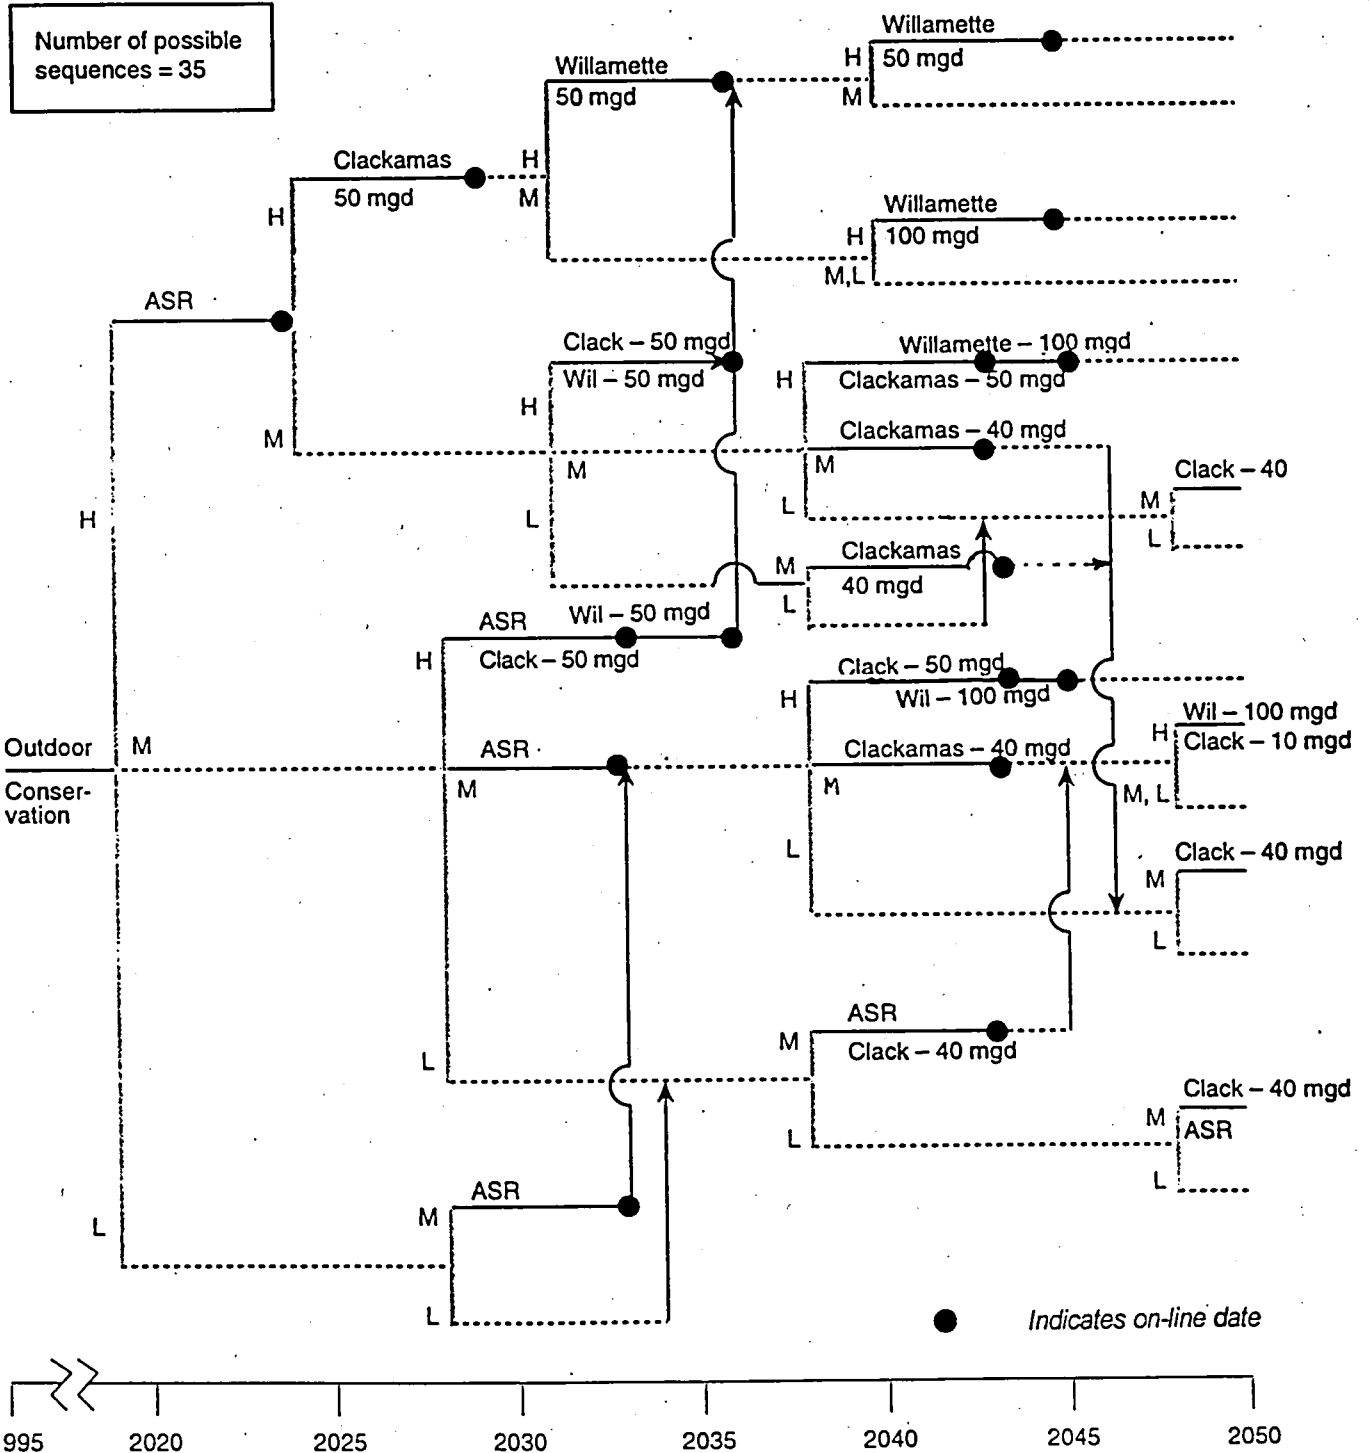 Number of possible
sequences = 35
Willamette
H 50 mgd
M
Willamette
50 mgd
Clackamas
50 mgd
H
M
H
Willamette
H 100 mgd
M,L
ASR
Clack – 50 mgd
Wil – 50 mgd
H
M
L
Willamette – 100 mgd
H
Clackamas – 50 mgd
Clackamas – 40 mgd
M
L
M
Clack – 40
M
L
H
Clackamas
M
40 mgd
L
ASR
Wil – 50 mgd
H
Clack – 50 mgd
Clack – 50 mgd
H
Wil – 100 mgd
Wil – 100 mgd
H
Clack – 10 mgd
M, L
Outdoor
Conser-
vation
M
ASR
M
Clackamas – 40 mgd
M
L
Clack – 40 mgd
M
L
ASR
M
Clack – 40 mgd
L
L
Clack – 40 mgd
M
ASR
L
L
ASR
M
L
Indicates on-line date
995 2020 2025 2030 2035 2040 2045 2050